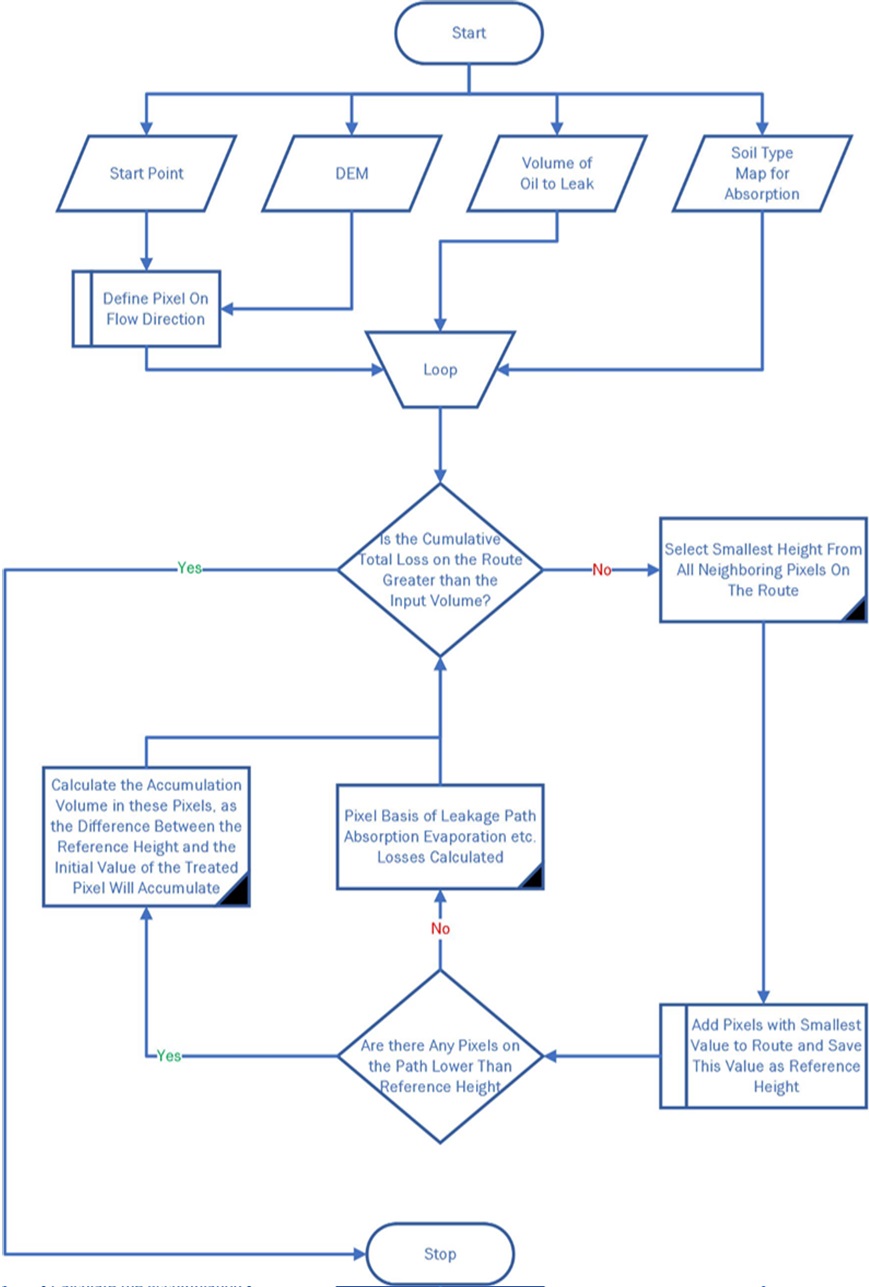 Start
Start Point
DEM
Volume of
Oil to Leak
Soil Type
Map for
Absorption
Define Pixel On
Flow Direction
Loop
Is the Cumulative
Total Loss on the Route
Greater than the
Input Volume?
Yes
No
Select Smallest Height From
All Neighboring Pixels On
The Route
Calculate the Accumulation
Volume in these Pixels, as
the Difference Between the
Reference Height and the
Initial Value of the Treated
Pixel Will Accumulate
Pixel Basis of Leakage Path
Absorption Evaporation etc.
Losses Calculated
No
Are there Any Pixels on
the Path Lower Than
Reference Height
Yes
Add Pixels with Smallest
Value to Route and Save
This Value as Reference
Height
Stop